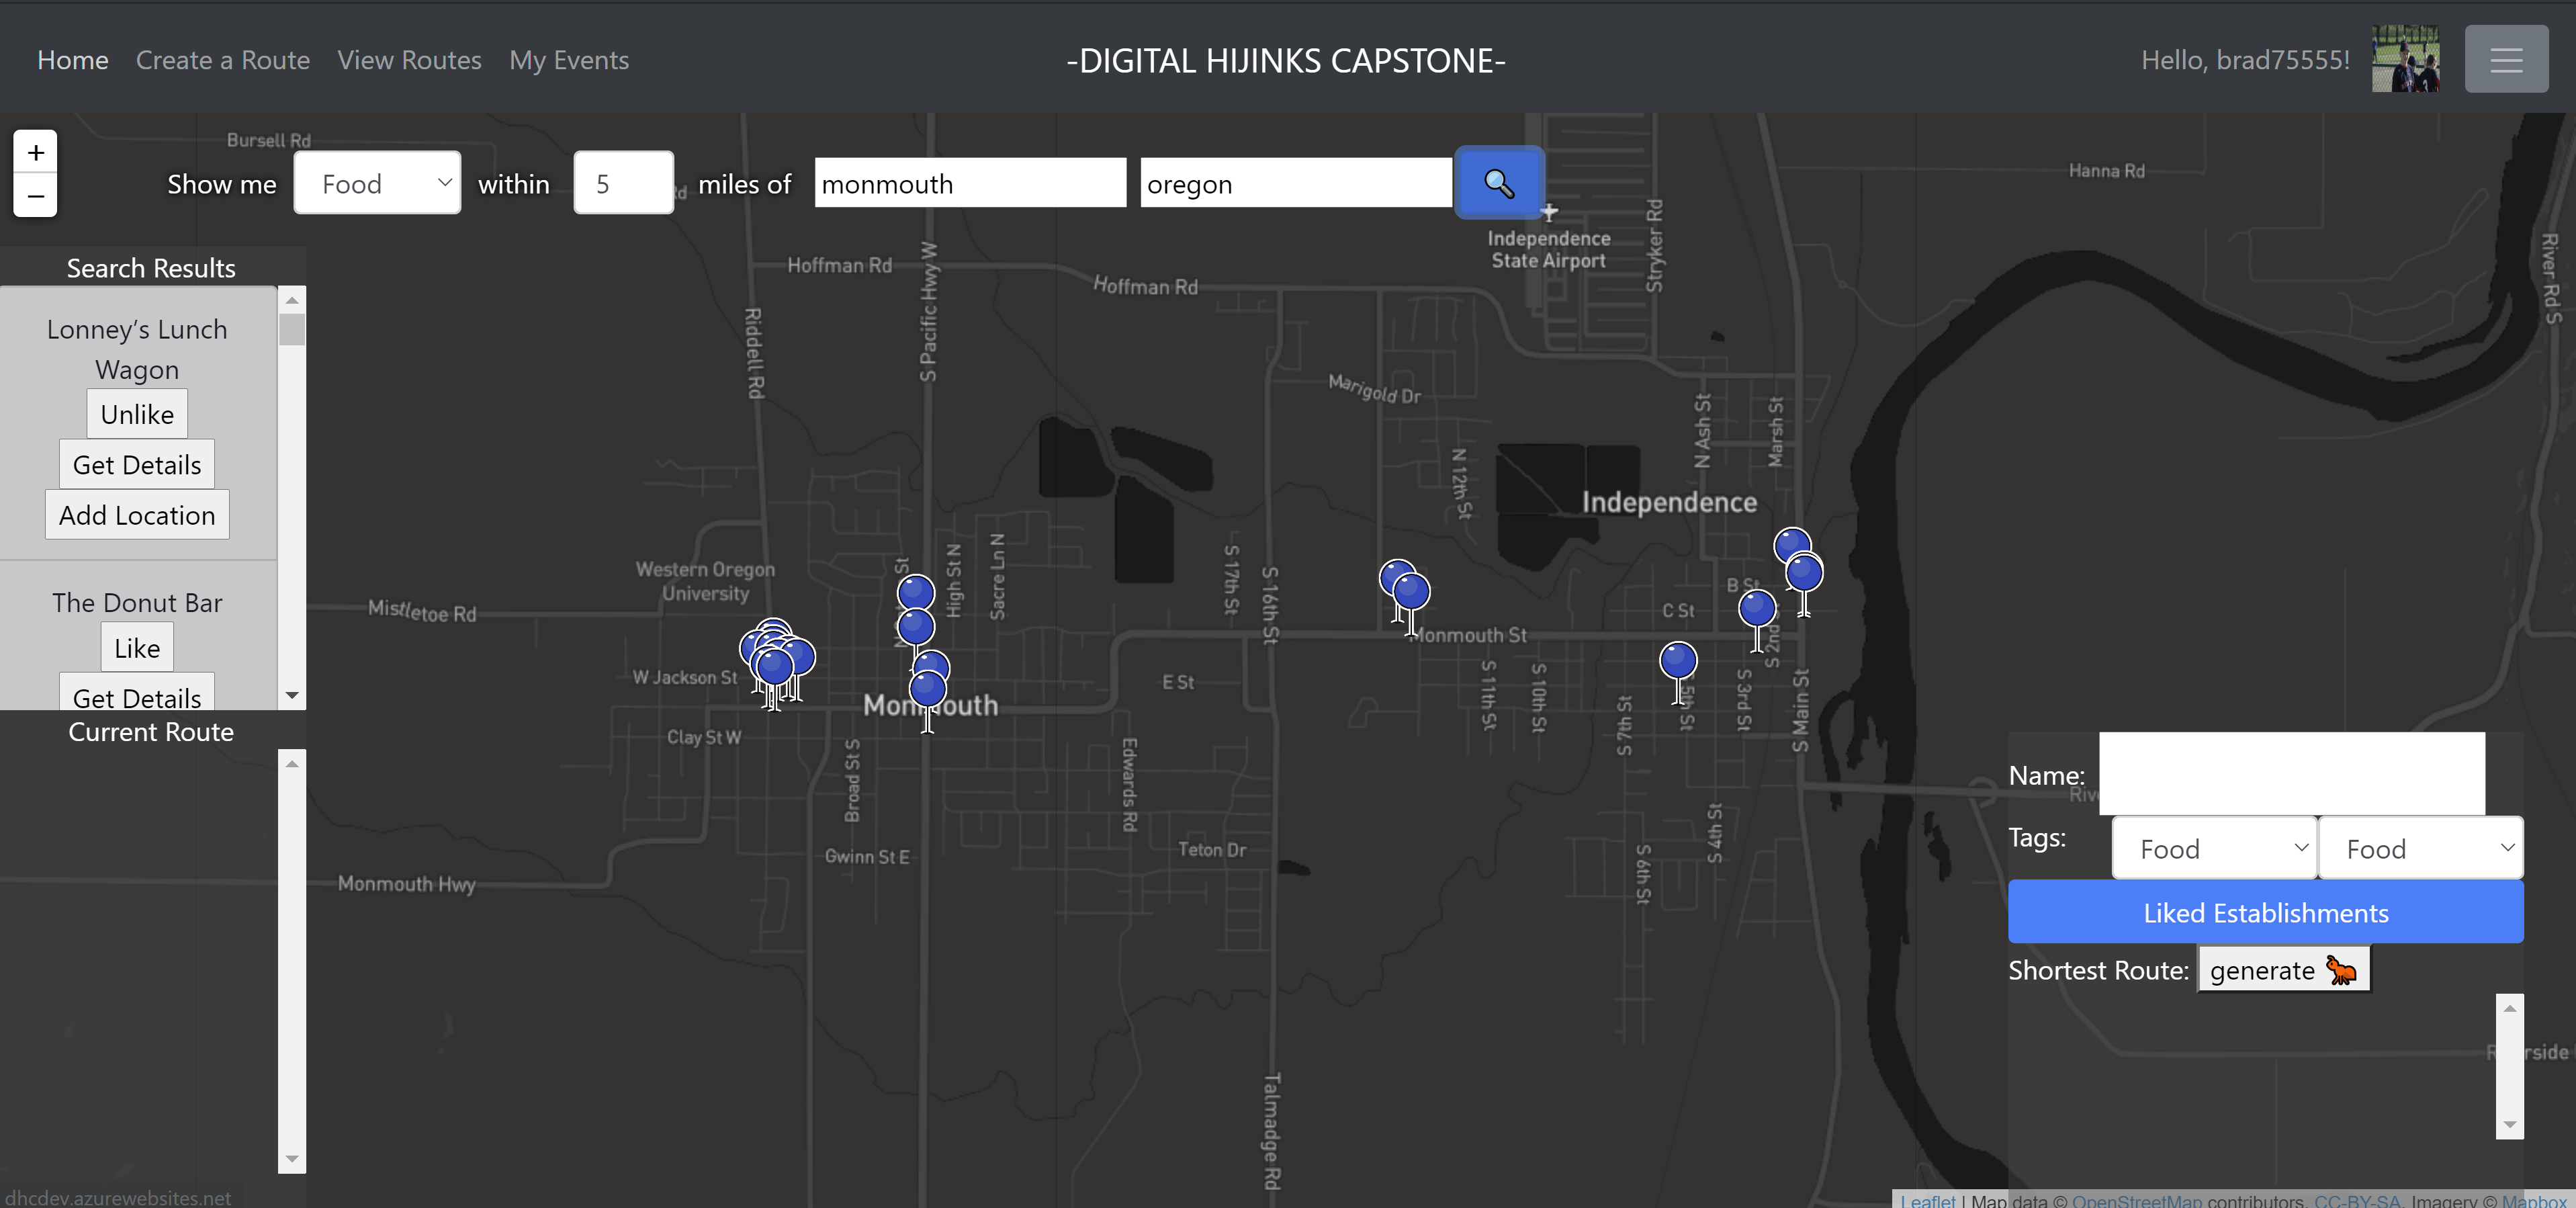 Home Create a Route View Routes My Events
-DIGITAL HIJINKS CAPSTONE-
Hello, brad75555!
+
−
Show me Food within 5 miles of monmouth oregon
Search Results
Lonney’s Lunch
Wagon
Unlike
Get Details
Add Location
The Donut Bar
Like
Get Details
Current Route
Bursell Rd
Hanna Rd
Hoffman Rd
Hoffman Rd
Independence
State Airport
Stryker Rd
River Rd S
Riddell Rd
S Pacific Hwy W
Marigold Dr
N Ash St
Marsh St
N 12th St
Independence
Western Oregon
University
High St N
Sacre Ln N
S 17th St
S 16th St
B St
C St
Mistletoe Rd
Monmouth St
S 2nd
W Jackson St
E St
S 11th St
S 10th St
S 7th St
S 5th St
S 3rd St
S Main St
Monmouth
Clay St W
Broad St S
Edwards Rd
Gwinn St E
Teton Dr
S 4th St
S 9th St
Monmouth Hwy
Talmadge Rd
Name:
Tags: Food Food
Liked Establishments
Shortest Route: generate
dhcdev.azurewebsites.net
Leaflet | Map data © OpenStreetMap contributors, CC-BY-SA, Imagery © Mapbox